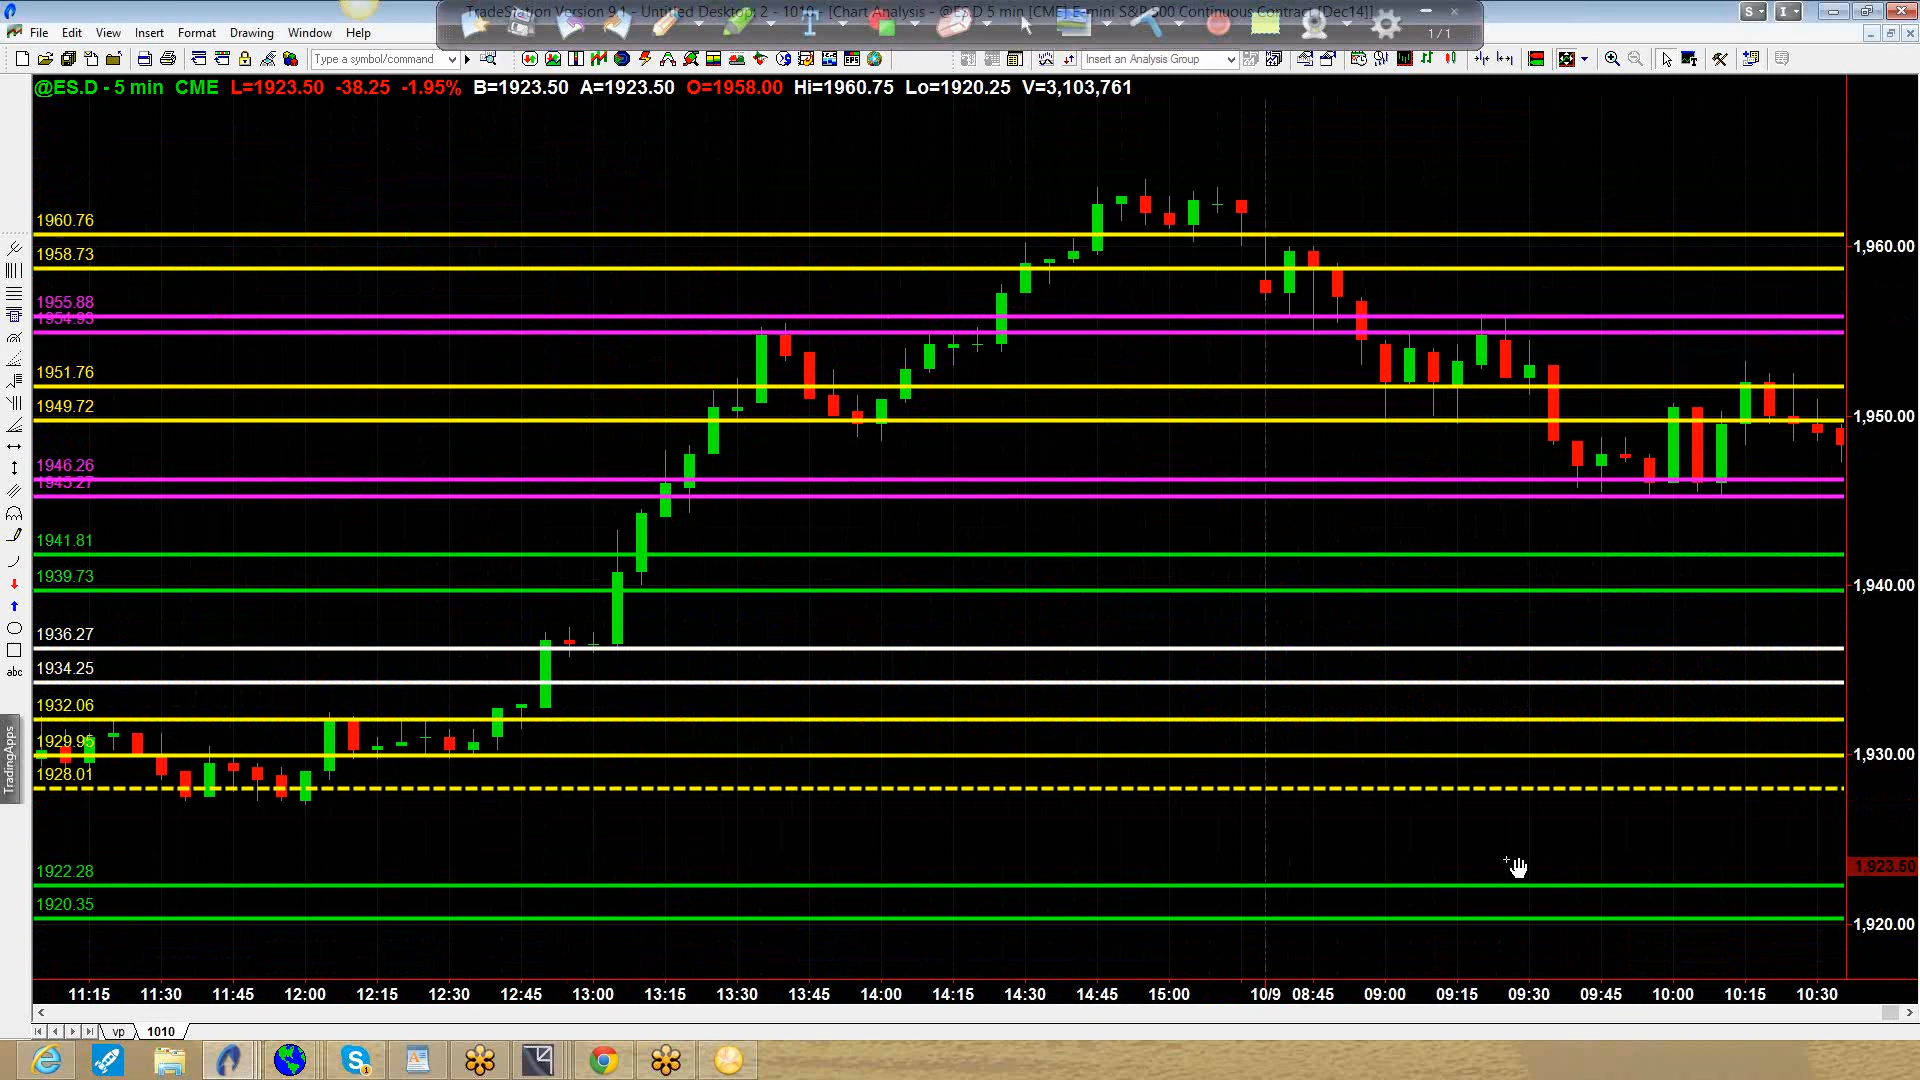 TradeStation Version 9.1 - Untitled Desktop: 2 - 1010 - [Chart Analysis - @ES.D 5 min [CME] E-mini S&P 500 Continuous Contract [Dec14]]
S I
File Edit View Insert Format Drawing Window Help
1/1
Type a symbol/command
Insert an Analysis Group
@ES.D - 5 min CME L=1923.50 -38.25 -1.95% B=1923.50 A=1923.50 O=1958.00 Hi=1960.75 Lo=1920.25 V=3,103,761
1960.76
1,960.00
1958.73
1955.88
1954.93
1951.76
1949.72
1,950.00
1946.26
1945.27
1941.81
1939.73
1,940.00
1936.27
1934.25
1932.06
1929.95
1,930.00
1928.01
1922.28
1,923.50
1920.35
1,920.00
abc
TradingApps
11:15 11:30 11:45 12:00 12:15 12:30 12:45 13:00 13:15 13:30 13:45 14:00 14:15 14:30 14:45 15:00 10/9 08:45 09:00 09:15 09:30 09:45 10:00 10:15 10:30
vp 1010